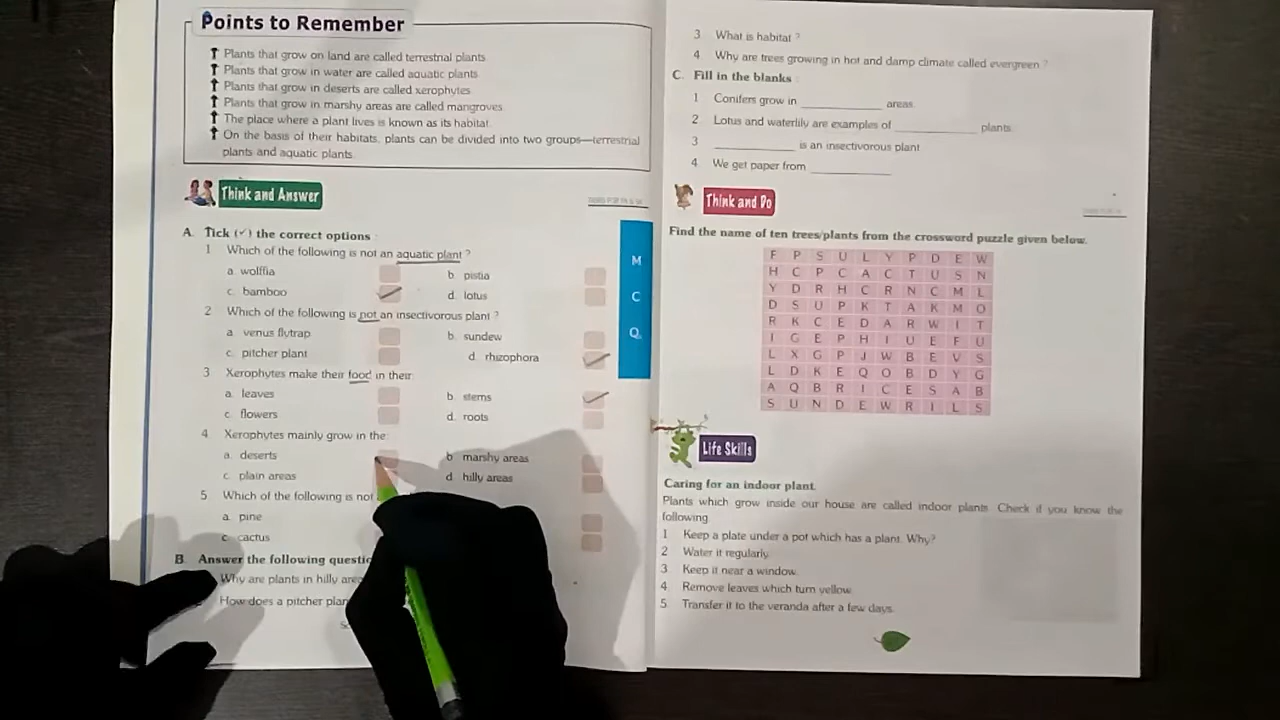 Points to Remember
Plants that grow on land are called terrestrial plants
Plants that grow in water are called aquatic plants
Plants that grow in deserts are called xerophytes
Plants that grow in marshy areas are called mangroves
The place where a plant lives is known as its habitat.
On the basis of their habitats, plants can be divided into two groups—terrestrial
plants and aquatic plants
Think and Answer
A. Tick (✓) the correct options
1 Which of the following is not an aquatic plant ?
a. wolffia b. pistia
c. bamboo d. lotus
2 Which of the following is not an insectivorous plant ?
a. venus flytrap b. sundew
c. pitcher plant d. rhizophora
3 Xerophytes make their food in their
a. leaves b. stems
c. flowers d. roots
4. Xerophytes mainly grow in the
a. deserts b marshy areas
c. plain areas d hilly areas
5. Which of the following is not
a. pine
c. cactus
B. Answer the following
Why are plants in hilly
How does a pitcher
M
C
Q
3 What is habitat ?
4 Why are trees growing in hot and damp climate called evergreen ?
C. Fill in the blanks
1 Conifers grow in ____________ areas.
2. Lotus and waterlily are examples of ____________ plants.
3 ____________ is an insectivorous plant
4. We get paper from ____________
Think and Do
Find the name of ten trees/plants from the crossword puzzle given below.
F P S U L Y P D E W
H C P C A C T U S N
Y D R H C R N C M L
D S U P K T A K M O
R K C E D A R W I T
I G E P H I U E F U
L X G P J W B E V S
L D K E Q O B D Y G
A Q B R I C E S A B
S U N D E W R I L S
Life Skills
Caring for an indoor plant.
Plants which grow inside our house are called indoor plants. Check if you know the
following.
1 Keep a plate under a pot which has a plant. Why?
2 Water it regularly.
3. Keep it near a window.
4. Remove leaves which turn yellow.
5. Transfer it to the veranda after a few days.